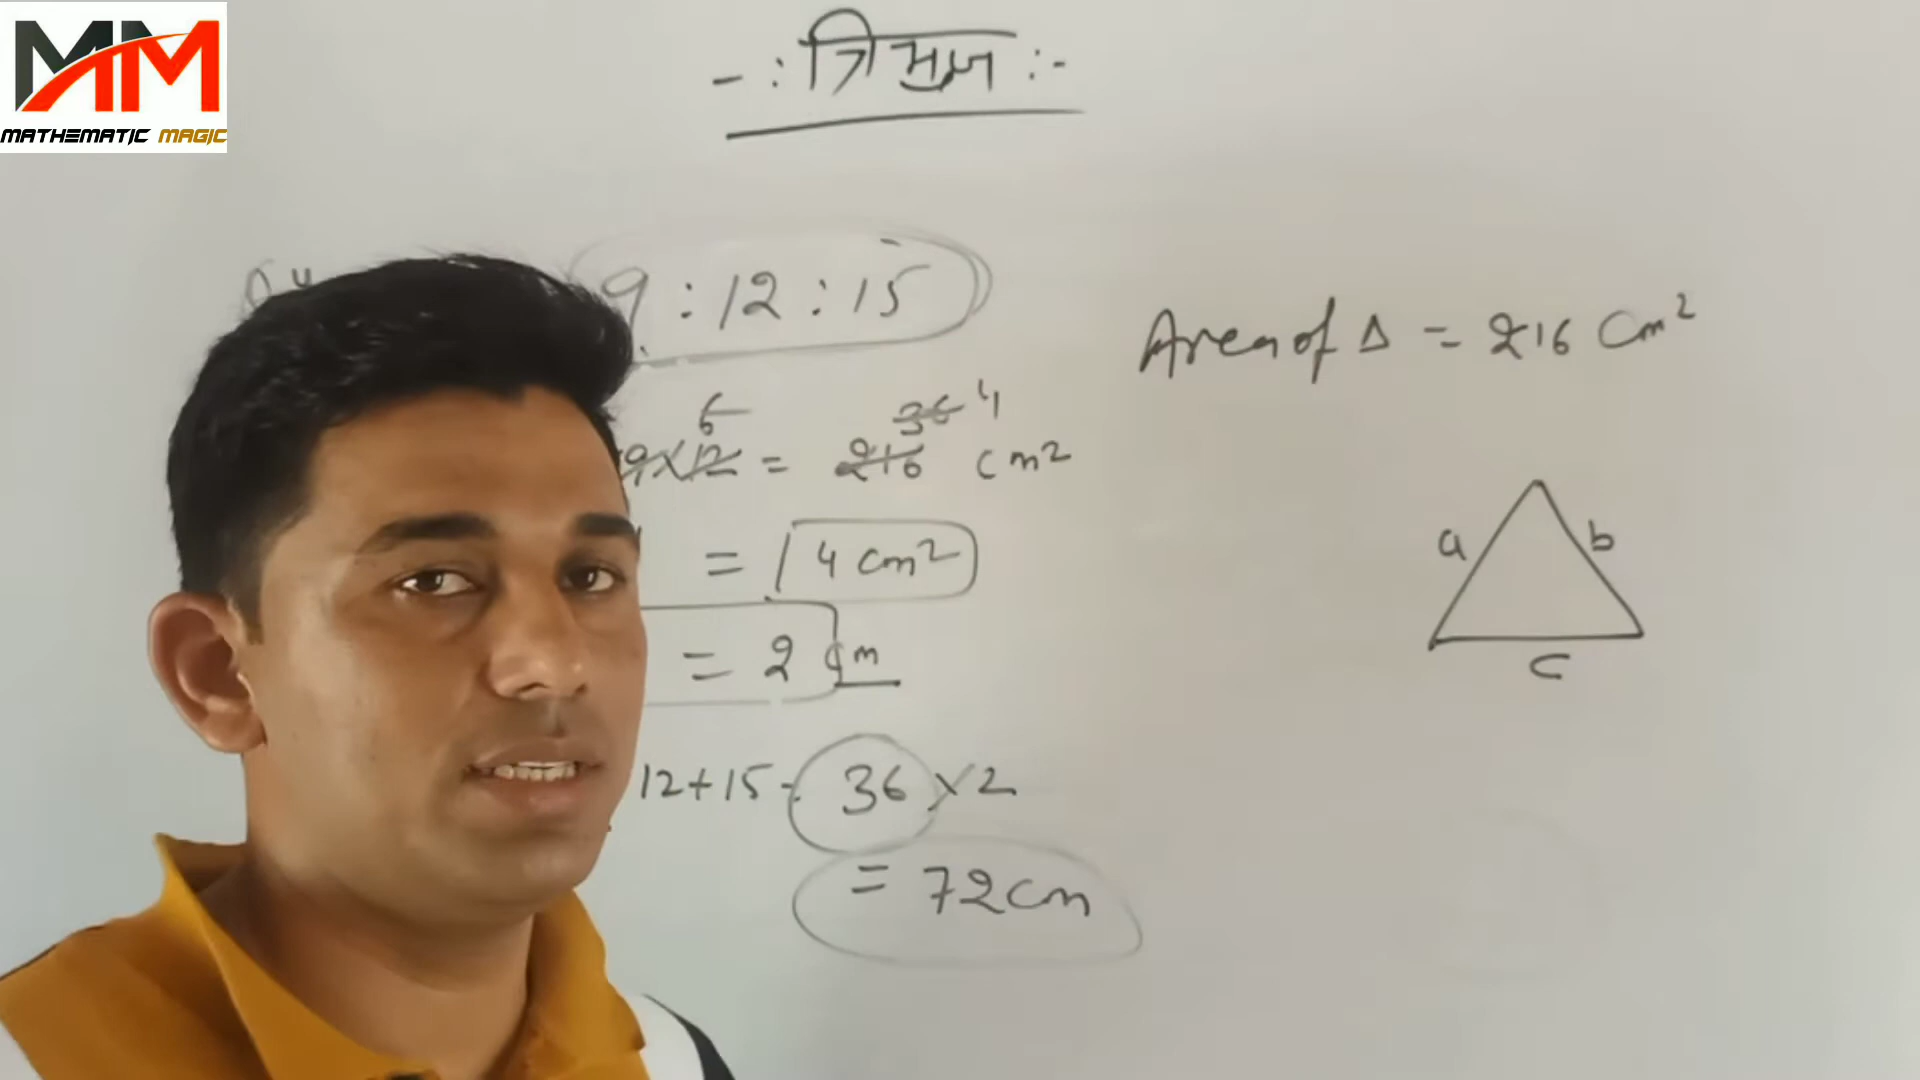 MM
MATHEMATIC MAGIC
-: त्रिभुज :-
9 : 12 : 15
Area of Δ = 216 cm²
6
36 4
9×12 = 216 cm²
= 4 cm²
= 2 cm
12+15 - 36 ×2
= 72cm
a
b
c